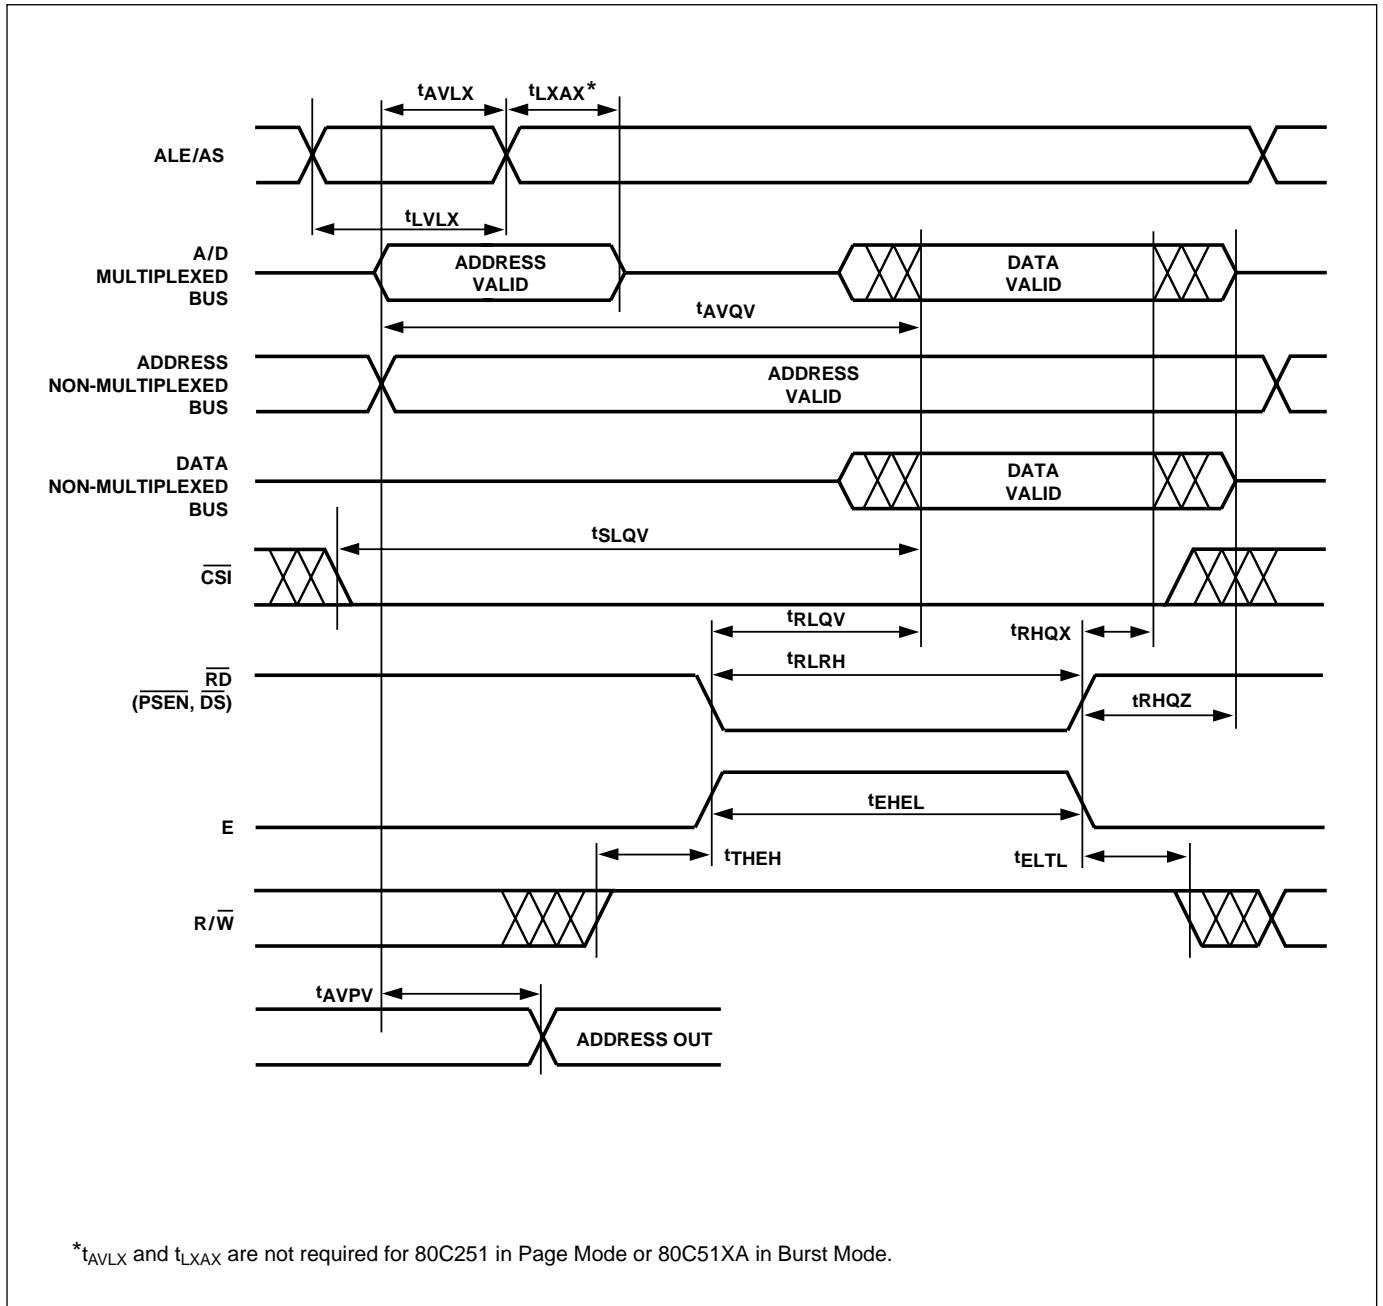 tAVLX tLXAX*
ALE/AS
tLVLX
A/D
MULTIPLEXED
BUS
ADDRESS
VALID
DATA
VALID
tAVQV
ADDRESS
NON-MULTIPLEXED
BUS
ADDRESS
VALID
DATA
NON-MULTIPLEXED
BUS
DATA
VALID
tSLQV
CSI
tRLQV tRHQX
tRLRH
RD
(PSEN, DS)
tRHQZ
tEHEL
E
tTHEH tELTL
R/W
tAVPV
ADDRESS OUT
*tAVLX and tLXAX are not required for 80C251 in Page Mode or 80C51XA in Burst Mode.